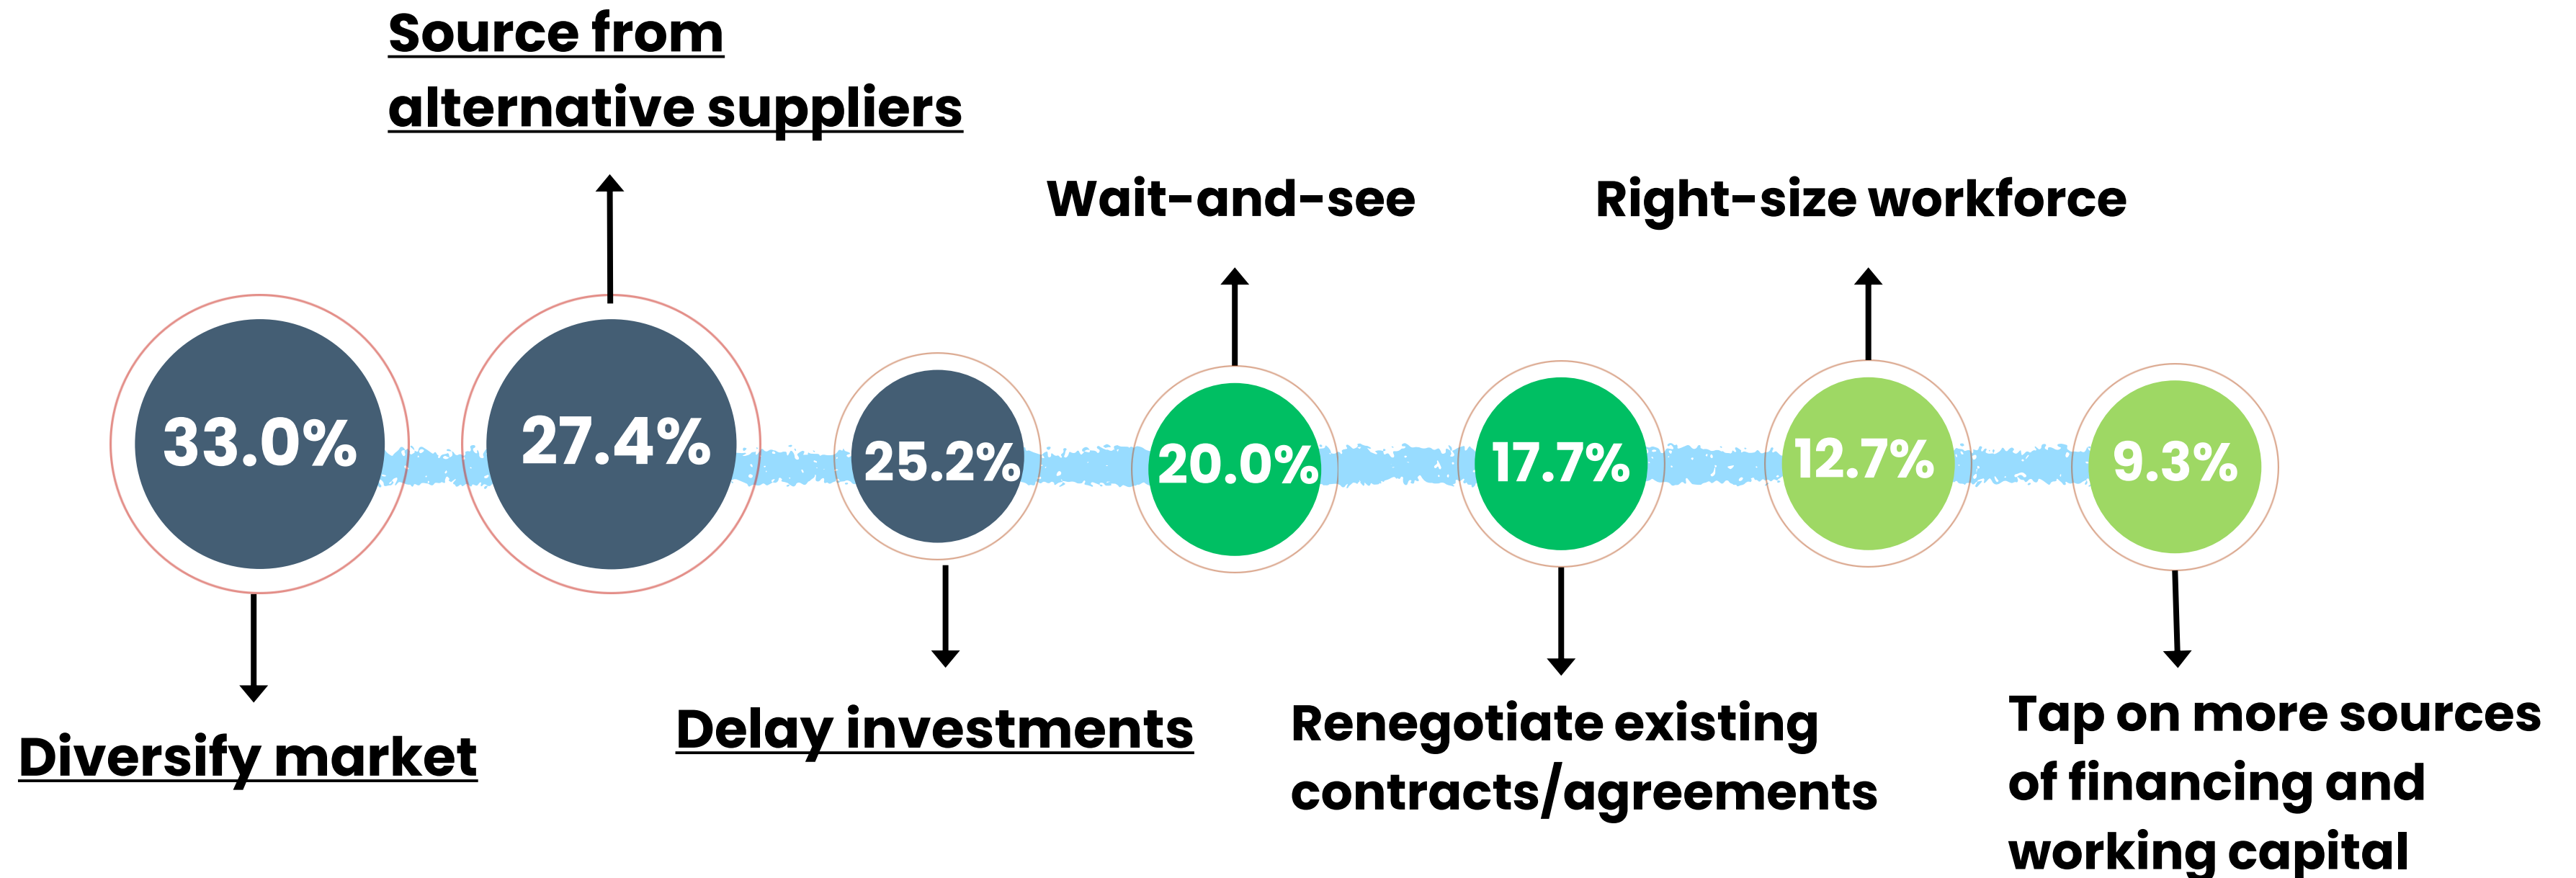 Source from
alternative suppliers
Wait-and-see
Right-size workforce
33.0%
27.4%
25.2%
20.0%
17.7%
12.7%
9.3%
Diversify market
Delay investments
Renegotiate existing
contracts/agreements
Tap on more sources
of financing and
working capital